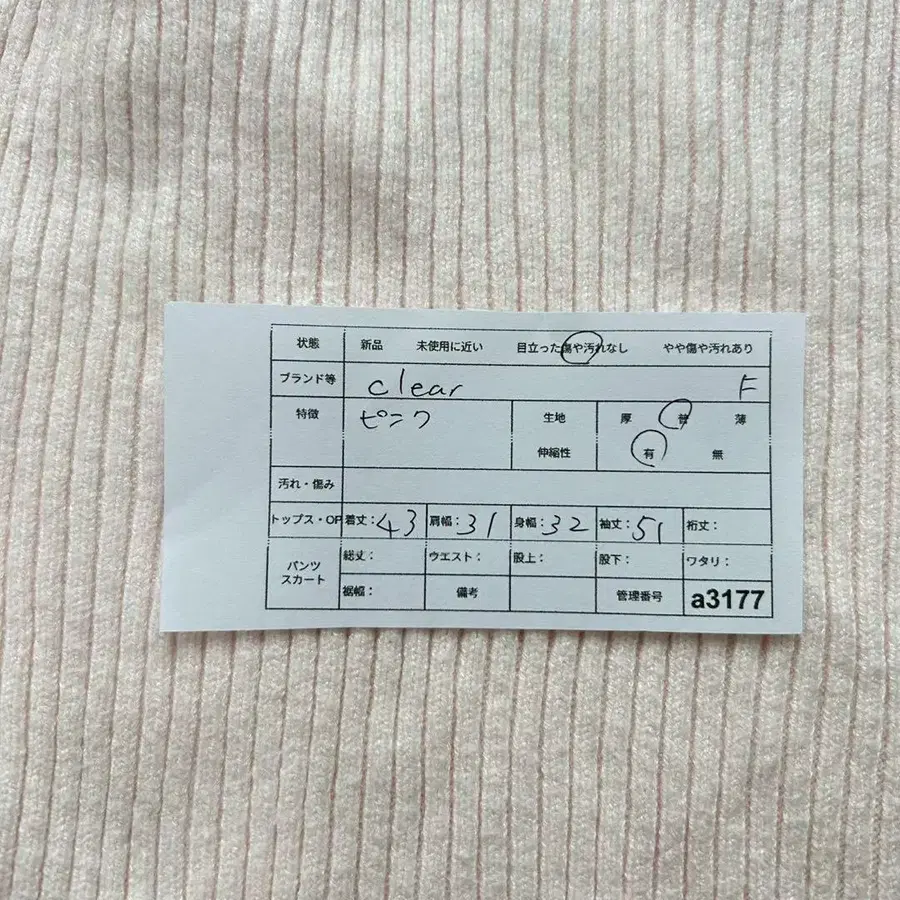 状態 新品 未使用に近い 目立った傷や汚れなし やや傷や汚れあり
ブランド等 clear F
特徴 ピンク 生地 厚 普 薄
伸縮性 有 無
汚れ・傷み
トップス・OP 着丈：43 肩幅：31 身幅：32 袖丈：51 裄丈：
パンツ スカート 総丈： ウエスト： 股上： 股下： ワタリ：
裾幅： 備考 管理番号 a3177